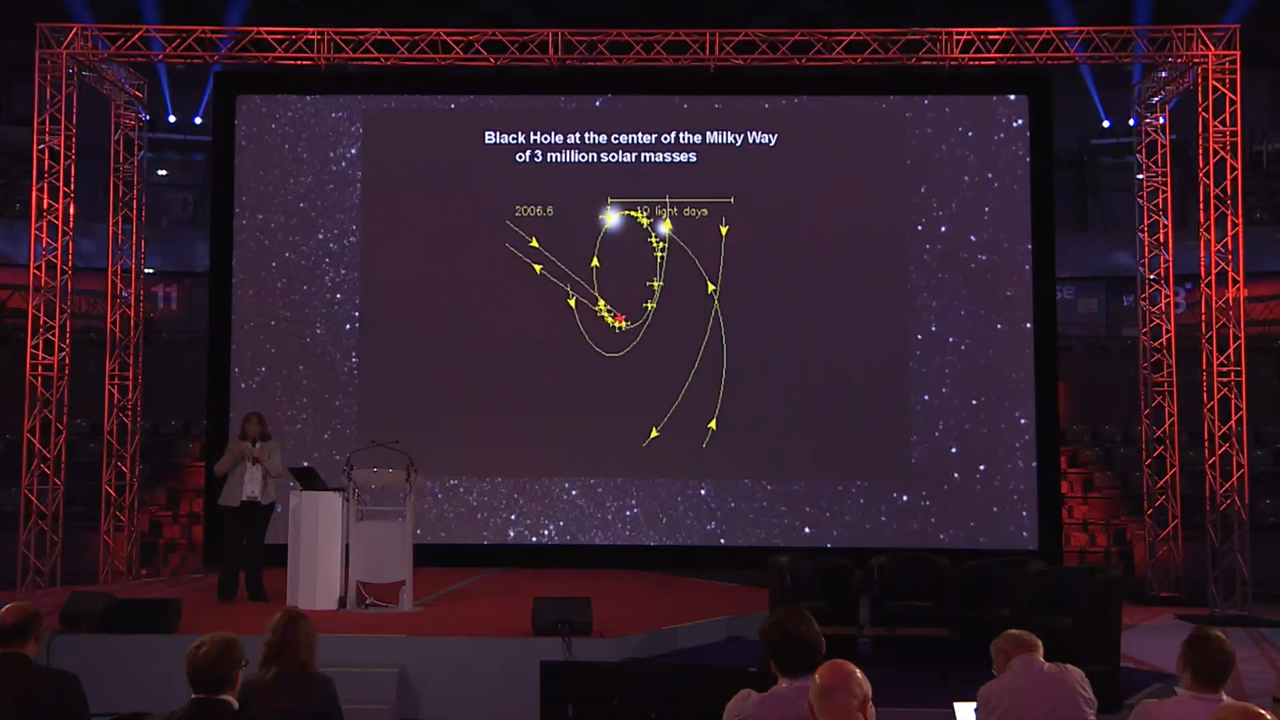 Black Hole at the center of the Milky Way
of 3 million solar masses
2006.6
10 light days
11